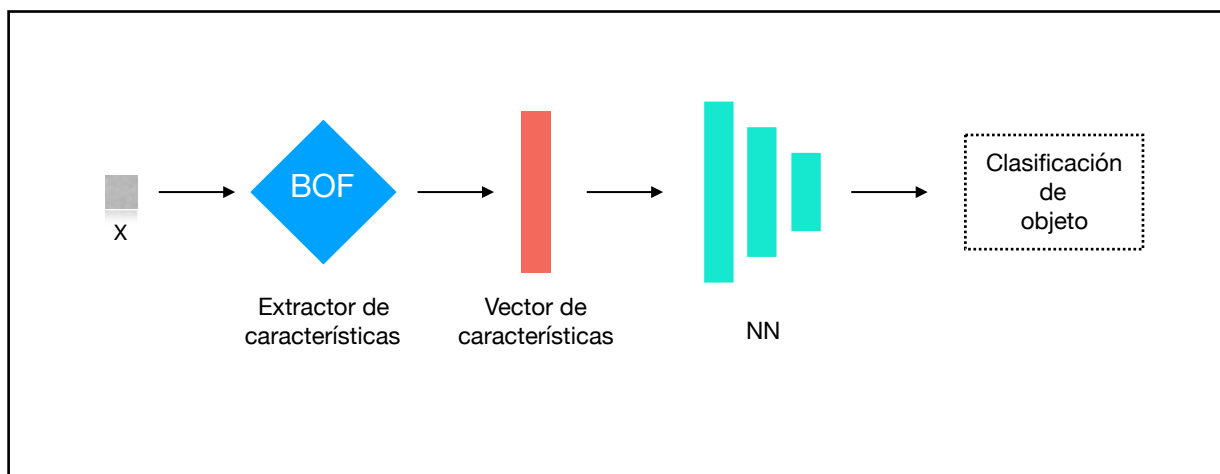 X
BOF
Extractor de
características
Vector de
características
NN
Clasificación
de
objeto